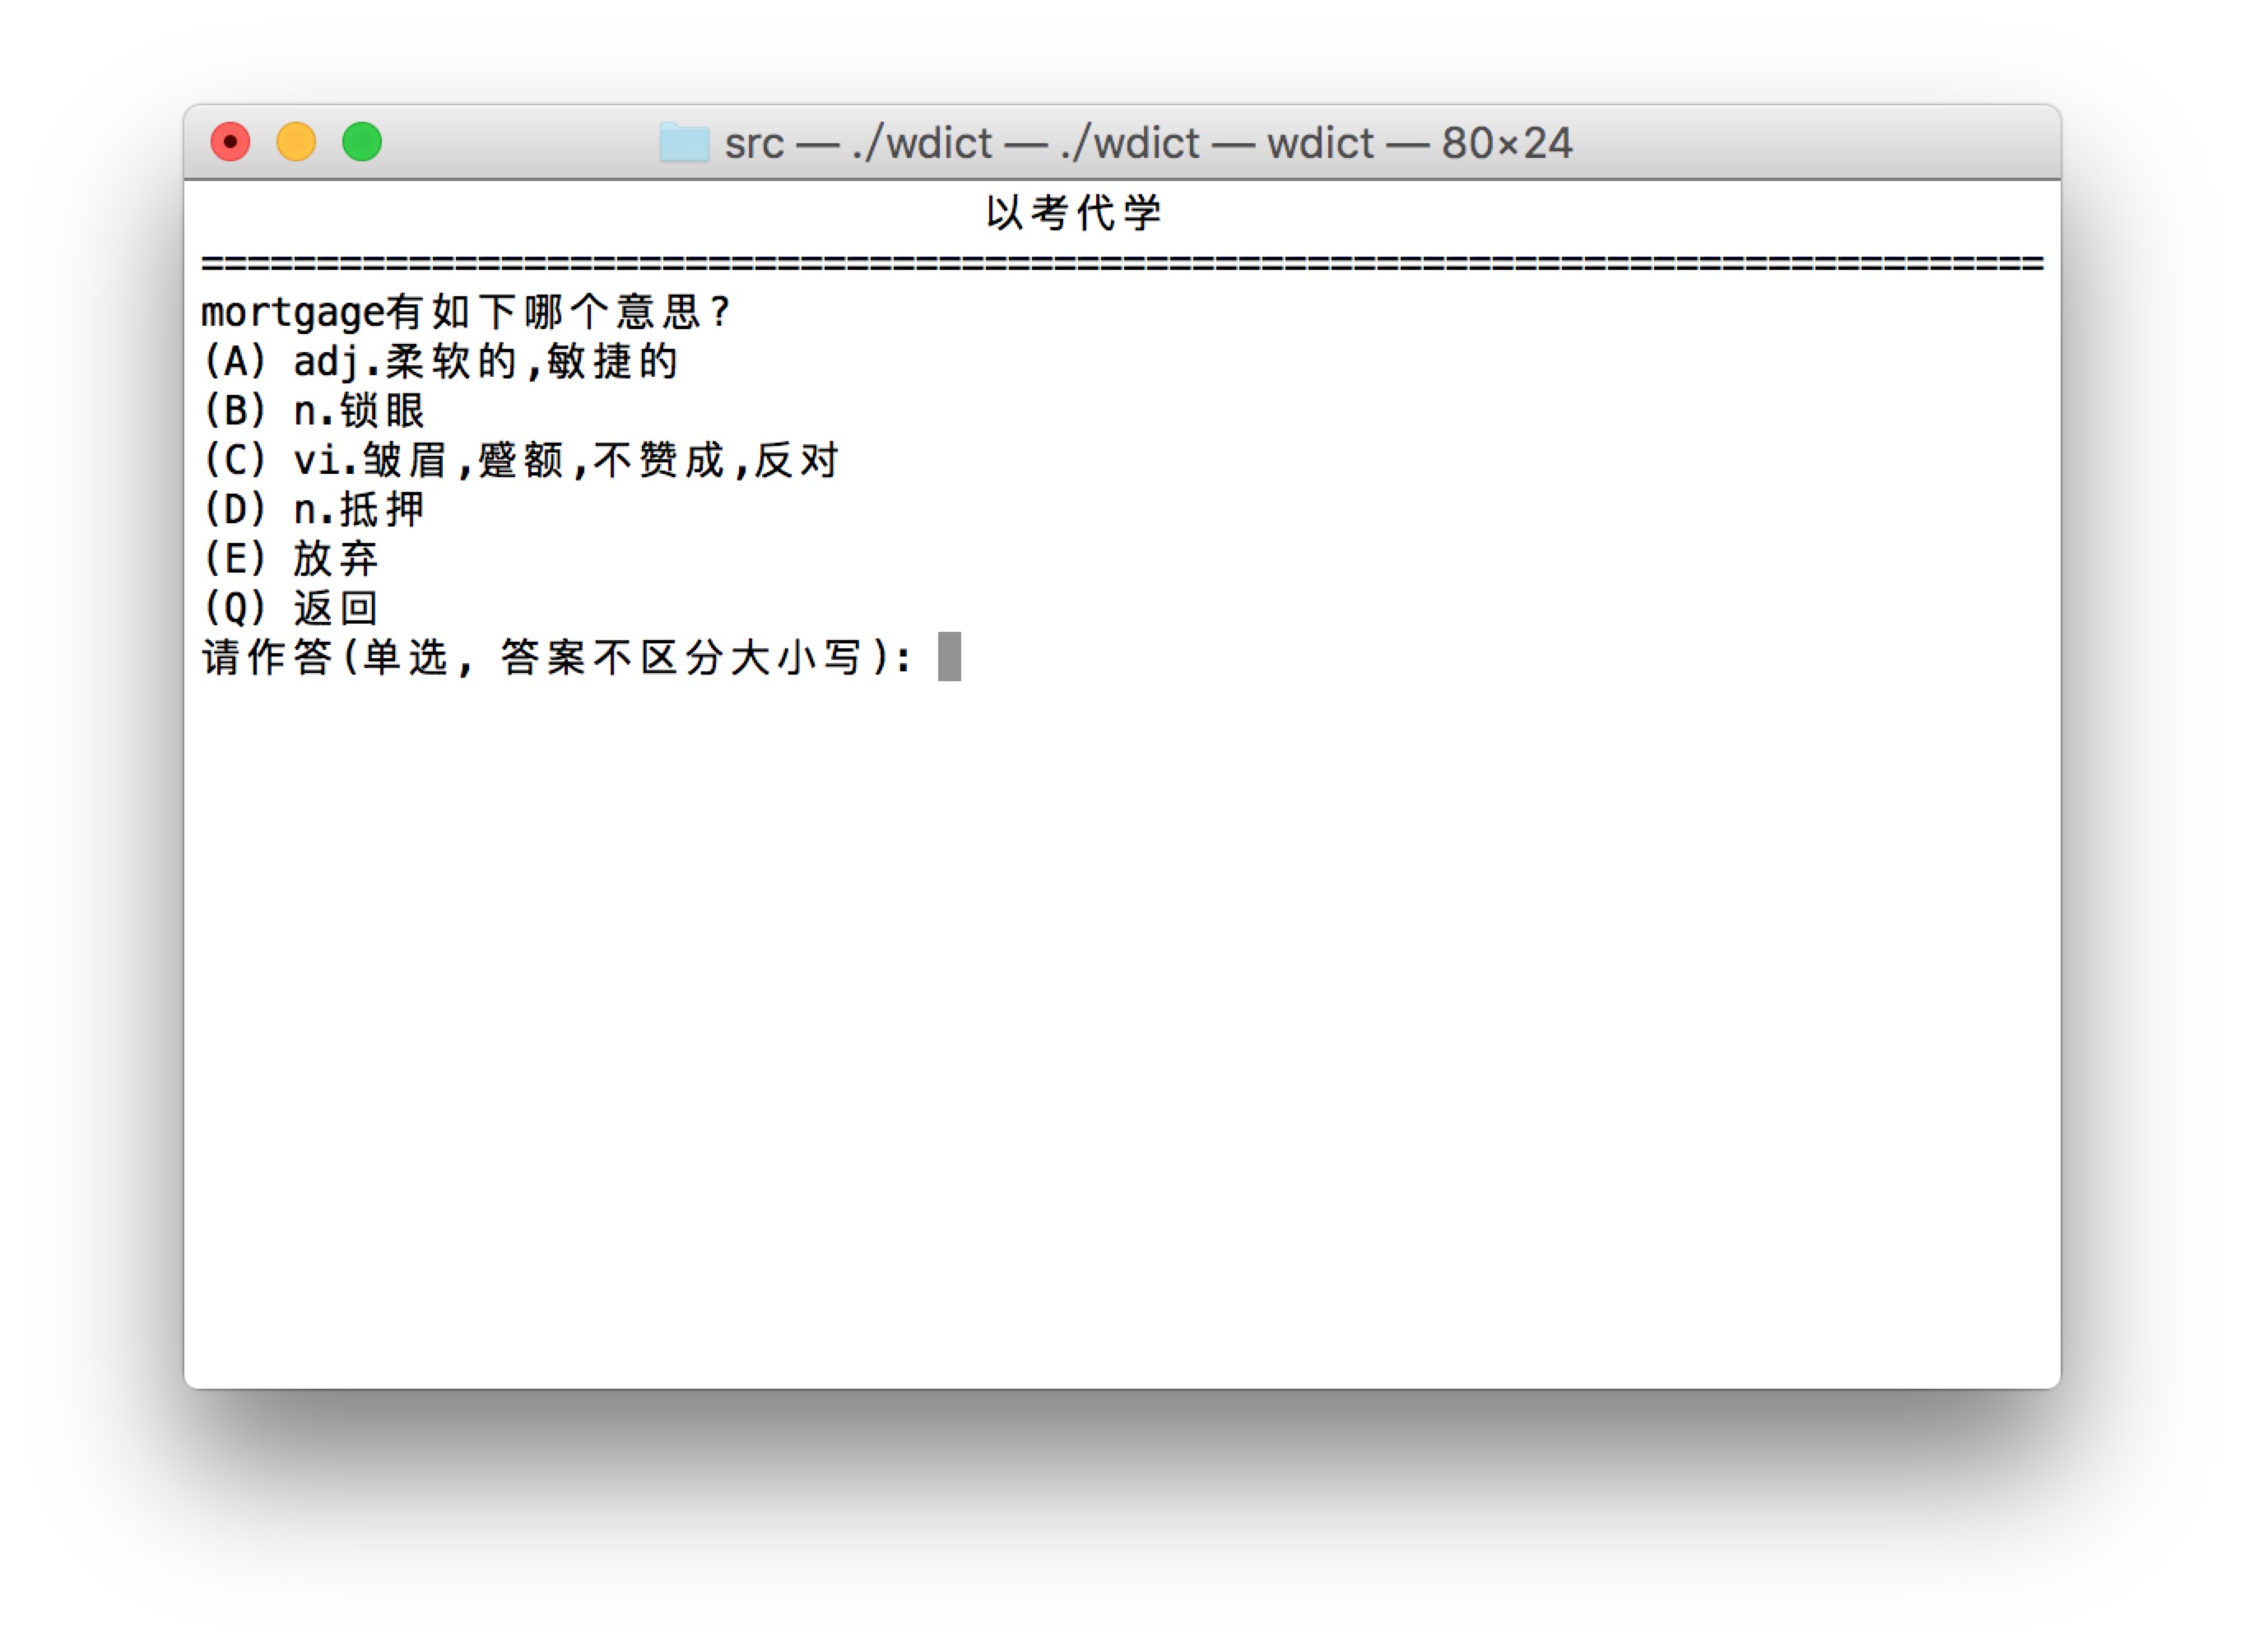 src — ./wdict — ./wdict — wdict — 80×24
以考代学
================================================================================
mortgage有如下哪个意思?
(A) adj.柔软的,敏捷的
(B) n.锁眼
(C) vi.皱眉,蹙额,不赞成,反对
(D) n.抵押
(E) 放弃
(Q) 返回
请作答(单选, 答案不区分大小写):